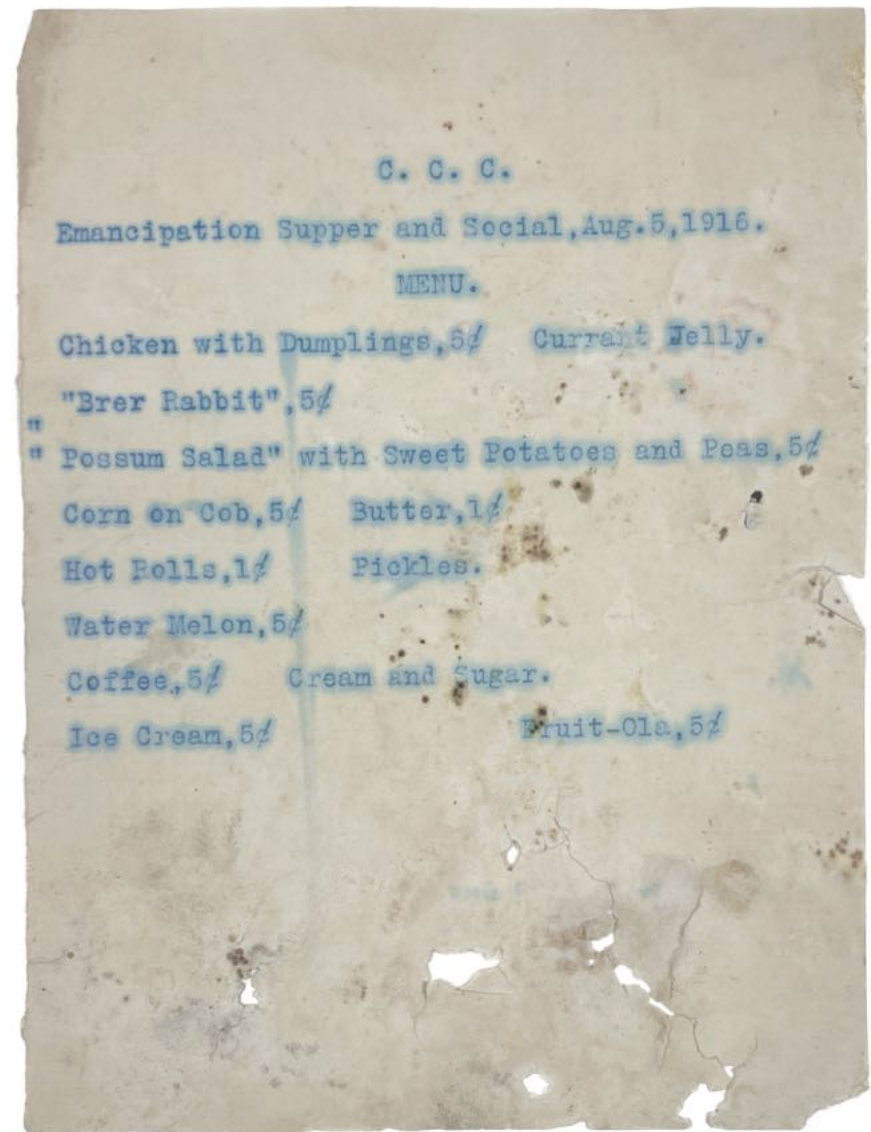 C. C. C.
Emancipation Supper and Social,Aug.5,1916.
MENU.
Chicken with Dumplings,5¢ Currant Jelly.
"Brer Rabbit",5¢
"
" Possum Salad" with Sweet Potatoes and Peas,5¢
Corn on Cob,5¢ Butter,1¢
Hot Rolls,1¢ Pickles.
Water Melon,5¢
Coffee,5¢ Cream and Sugar.
Ice Cream,5¢ Fruit-Ola,5¢